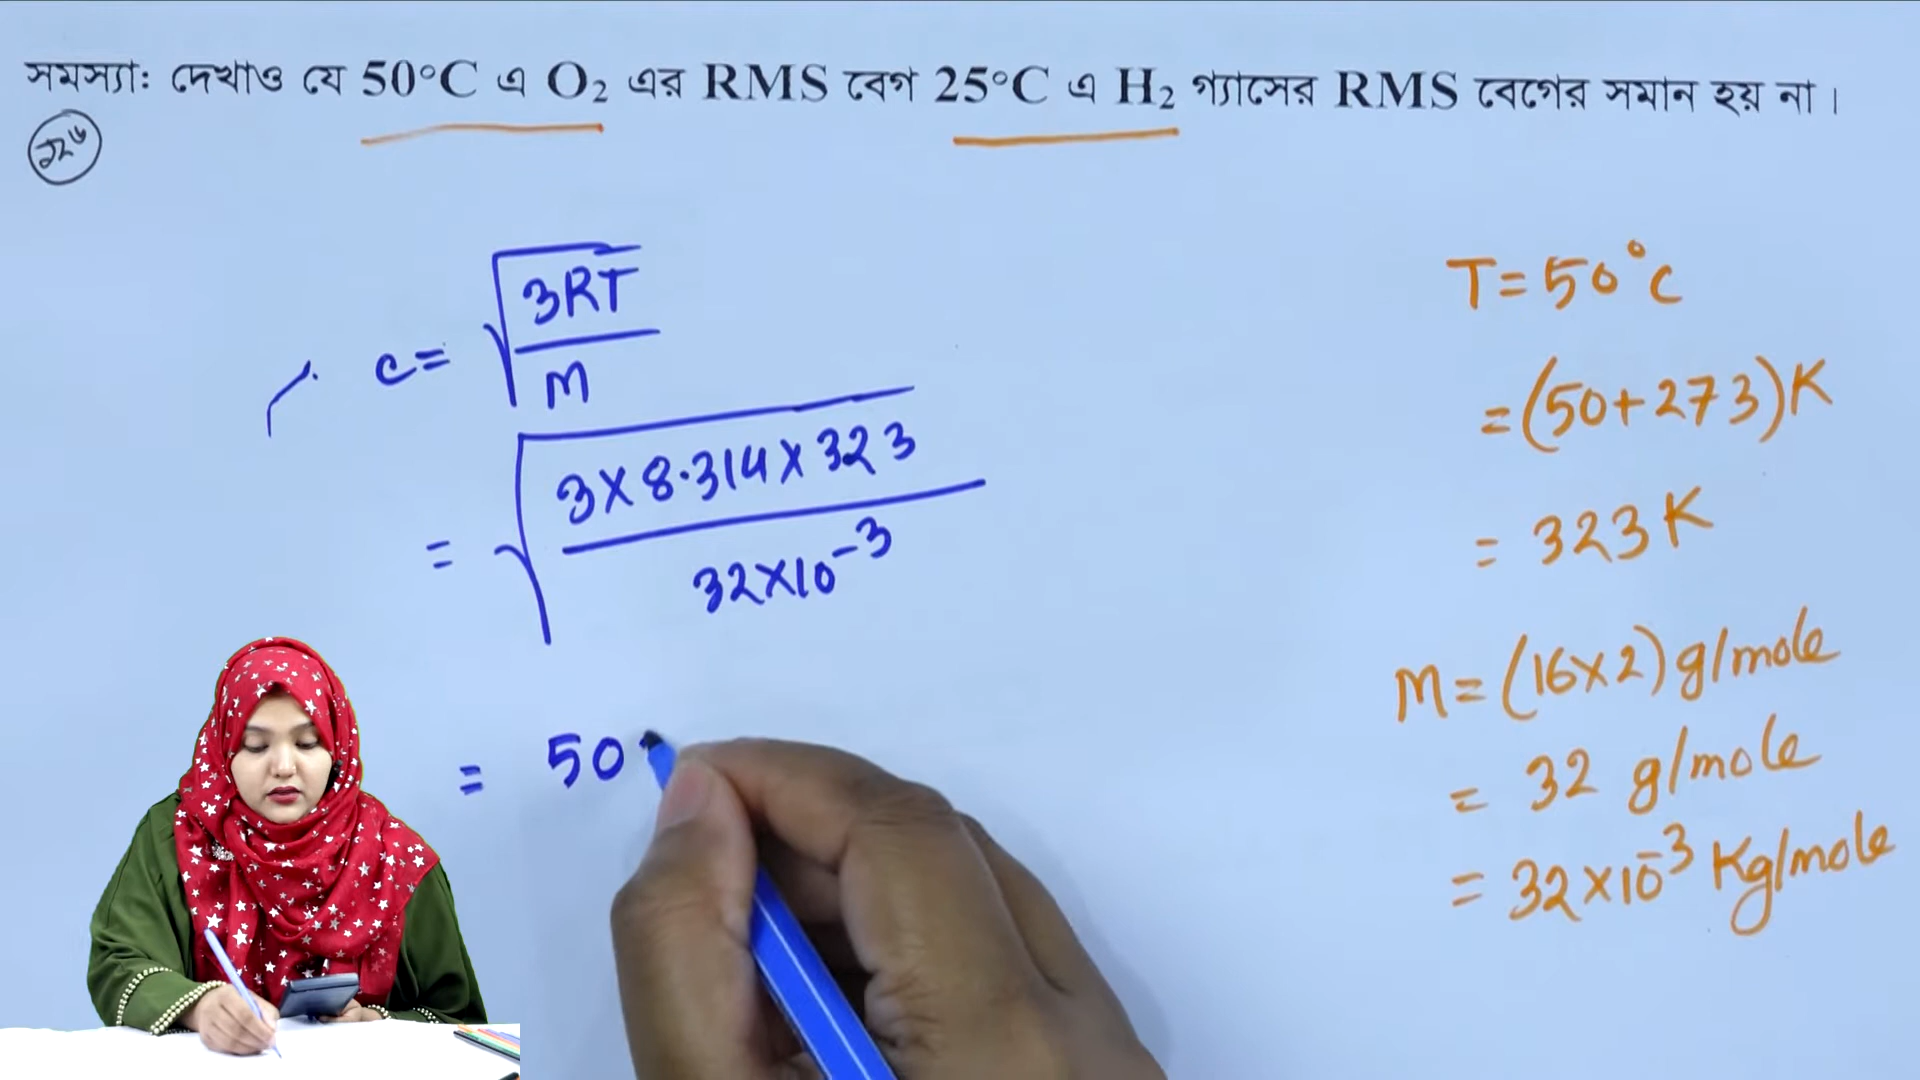 সমস্যাঃ দেখাও যে 50°C এ O₂ এর RMS বেগ 25°C এ H₂ গ্যাসের RMS বেগের সমান হয় না।
c = √(3RT/M)
= √(3×8.314×323/32×10⁻³)
= 50
T = 50°C
= (50+273)K
= 323K
M = (16×2) g/mole
= 32 g/mole
= 32×10⁻³ Kg/mole